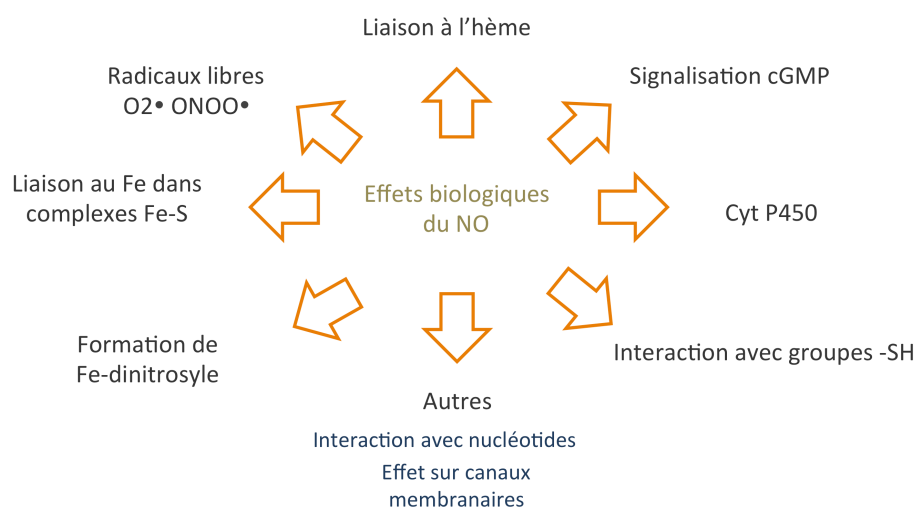 Liaison à l'hème
Radicaux libres
O2• ONOO•
Signalisation cGMP
Liaison au Fe dans
complexes Fe-S
Effets biologiques
du NO
Cyt P450
Formation de
Fe-dinitrosyle
Interaction avec groupes -SH
Autres
Interaction avec nucléotides
Effet sur canaux
membranaires